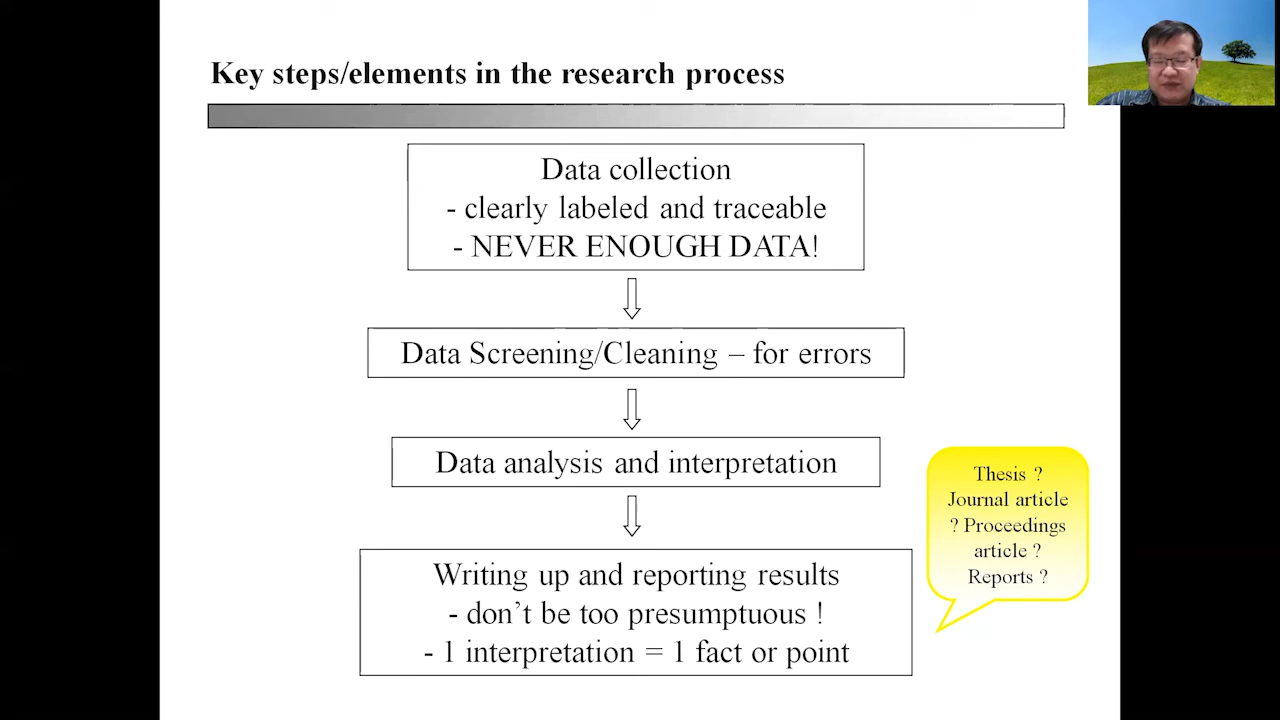 Key steps/elements in the research process
Data collection
- clearly labeled and traceable
- NEVER ENOUGH DATA!
Data Screening/Cleaning – for errors
Data analysis and interpretation
Writing up and reporting results
- don’t be too presumptuous !
- 1 interpretation = 1 fact or point
Thesis ?
Journal article
? Proceedings
article ?
Reports ?